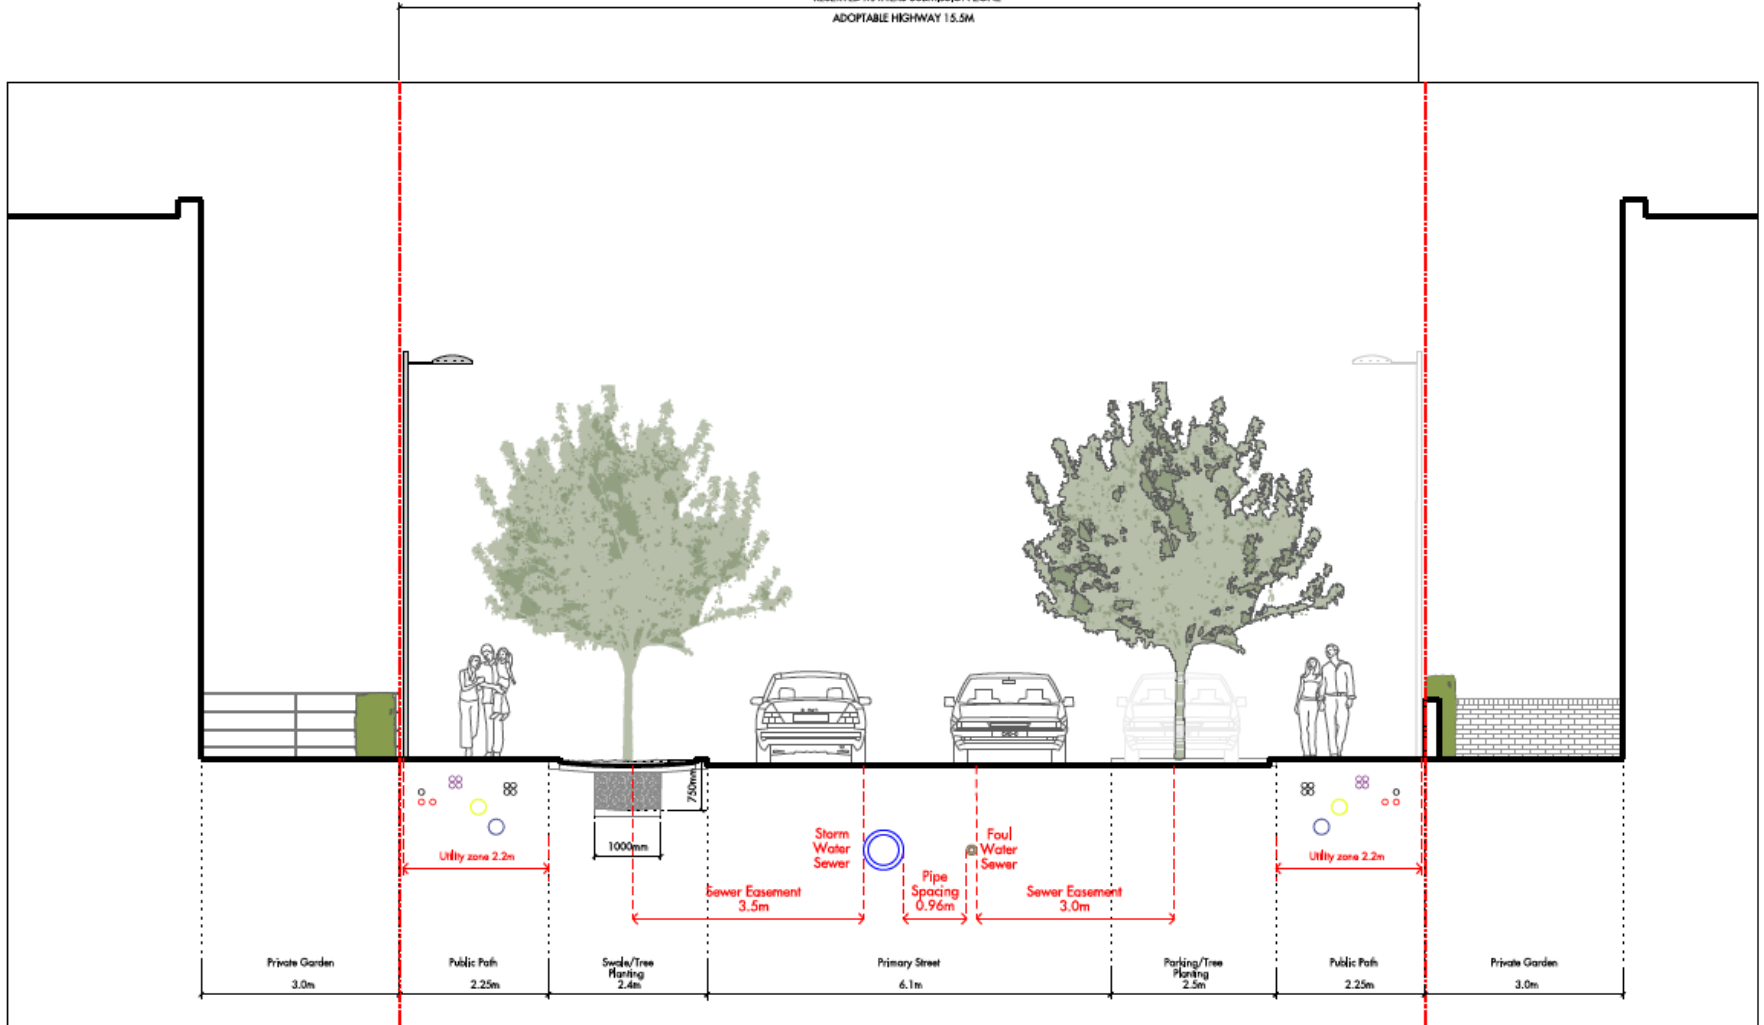 ADOPTABLE HIGHWAY 15.5M
750mm
1000mm
Storm
Water
Sewer
Foul
Water
Sewer
Utility zone 2.2m
Utility zone 2.2m
Pipe
Spacing
0.96m
Sewer Easement
3.5m
Sewer Easement
3.0m
Private Garden
3.0m
Public Path
2.25m
Swale/Tree
Planting
2.4m
Primary Street
6.1m
Parking/Tree
Planting
2.5m
Public Path
2.25m
Private Garden
3.0m